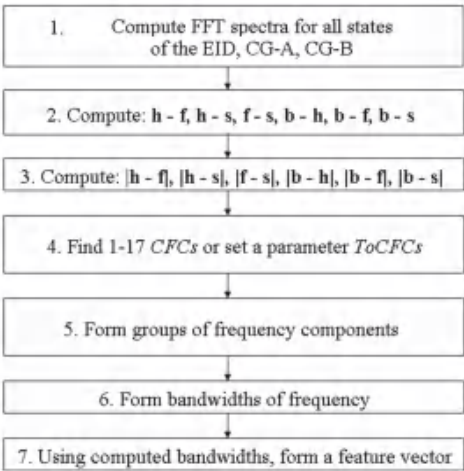 1. Compute FFT spectra for all states
of the EID, CG-A, CG-B
2. Compute: h - f, h - s, f - s, b - h, b - f, b - s
3. Compute: |h - f|, |h - s|, |f - s|, |b - h|, |b - f|, |b - s|
4. Find 1-17 CFCs or set a parameter ToCFCs
5. Form groups of frequency components
6. Form bandwidths of frequency
7. Using computed bandwidths, form a feature vector